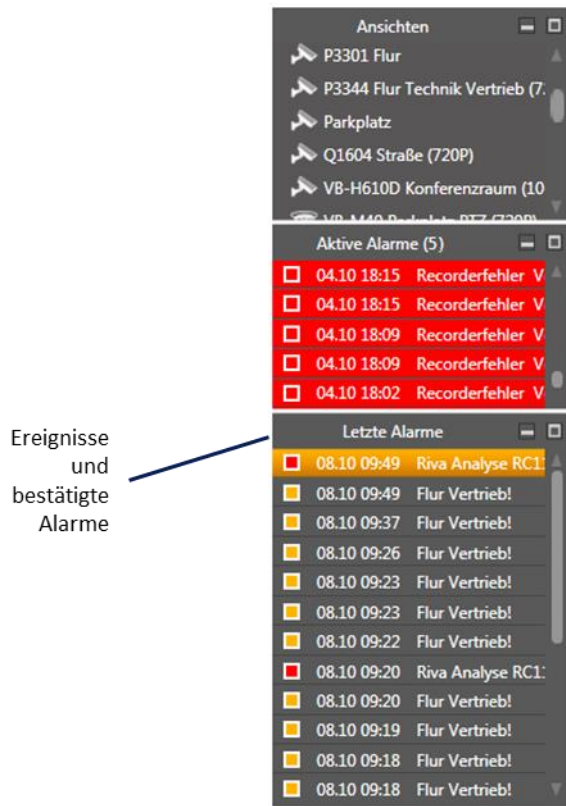 Ansichten
P3301 Flur
P3344 Flur Technik Vertrieb (7
Parkplatz
Q1604 Straße (720P)
VB-H610D Konferenzraum (10
VB-M40 Parkplatz PTZ (720P)
Aktive Alarme (5)
04.10 18:15 Recorderfehler V
04.10 18:15 Recorderfehler V
04.10 18:09 Recorderfehler V
04.10 18:09 Recorderfehler V
04.10 18:02 Recorderfehler V
Ereignisse
und
bestätigte
Alarme
Letzte Alarme
08.10 09:49 Riva Analyse RC1
08.10 09:49 Flur Vertrieb!
08.10 09:37 Flur Vertrieb!
08.10 09:26 Flur Vertrieb!
08.10 09:23 Flur Vertrieb!
08.10 09:23 Flur Vertrieb!
08.10 09:22 Flur Vertrieb!
08.10 09:20 Riva Analyse RC1
08.10 09:20 Flur Vertrieb!
08.10 09:19 Flur Vertrieb!
08.10 09:18 Flur Vertrieb!
08.10 09:18 Flur Vertrieb!